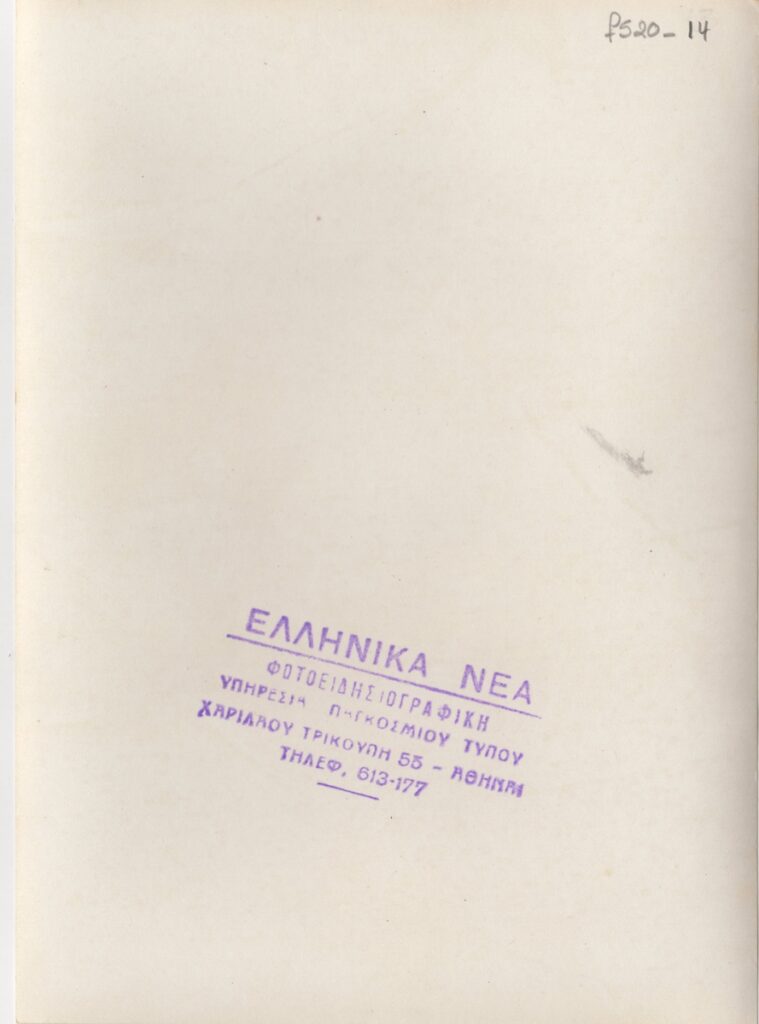 f520-14
ΕΛΛΗΝΙΚΑ ΝΕΑ
ΦΩΤΟΕΙΔΗΣΙΟΓΡΑΦΙΚΗ
ΥΠΗΡΕΣΙΑ ΠΑΓΚΟΣΜΙΟΥ ΤΥΠΟΥ
ΧΑΡΙΛΑΟΥ ΤΡΙΚΟΥΠΗ 55 - ΑΘΗΝΑΙ
ΤΗΛΕΦ. 613-177